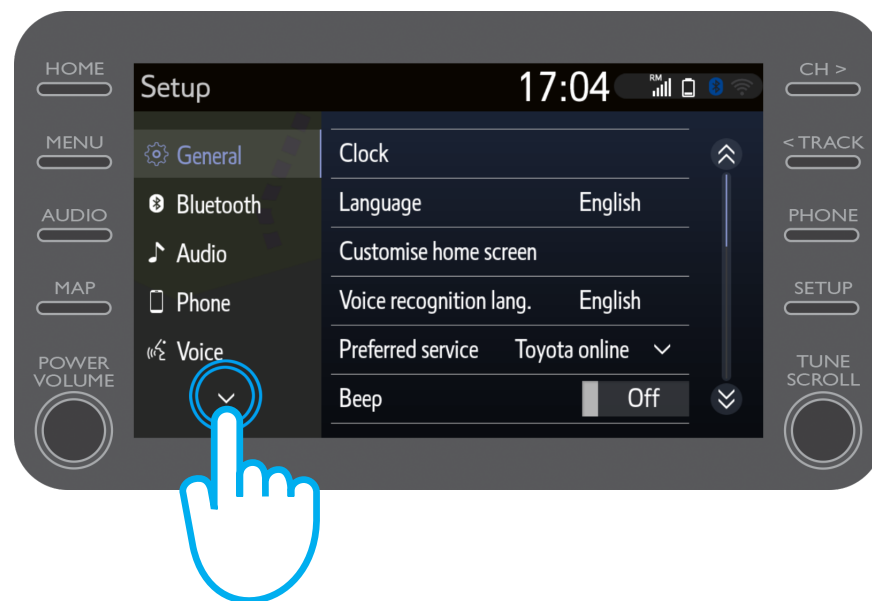 HOME
MENU
AUDIO
MAP
POWER
VOLUME
Setup 17:04 RM
General
Bluetooth
Audio
Phone
Voice
Clock
Language English
Customise home screen
Voice recognition lang. English
Preferred service Toyota online
Beep Off
CH >
< TRACK
PHONE
SETUP
TUNE
SCROLL